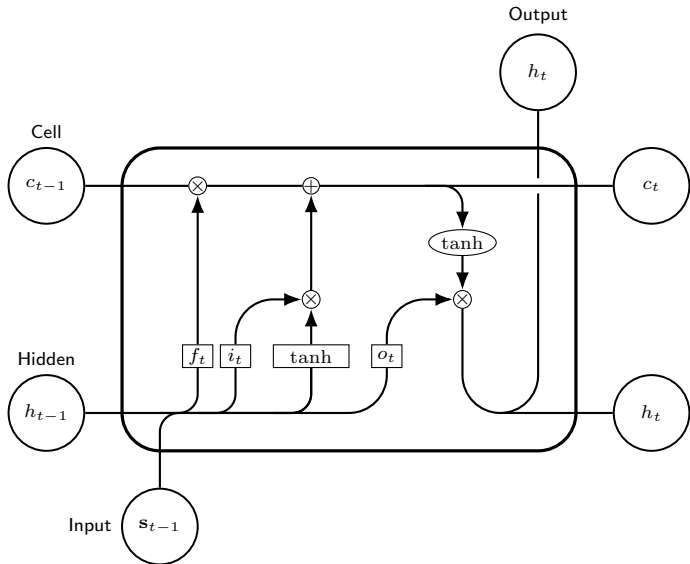 Output
h_t
Cell
c_{t−1}
×
+
c_t
tanh
×
×
Hidden
f_t
i_t
tanh
o_t
h_{t−1}
h_t
Input
s_{t−1}